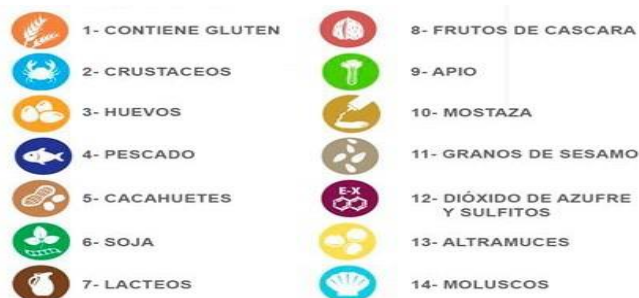 1- CONTIENE GLUTEN
2- CRUSTACEOS
3- HUEVOS
4- PESCADO
5- CACAHUETES
6- SOJA
7- LACTEOS
8- FRUTOS DE CASCARA
9- APIO
10- MOSTAZA
11- GRANOS DE SESAMO
E-X
12- DIÓXIDO DE AZUFRE
Y SULFITOS
13- ALTRAMUCES
14- MOLUSCOS